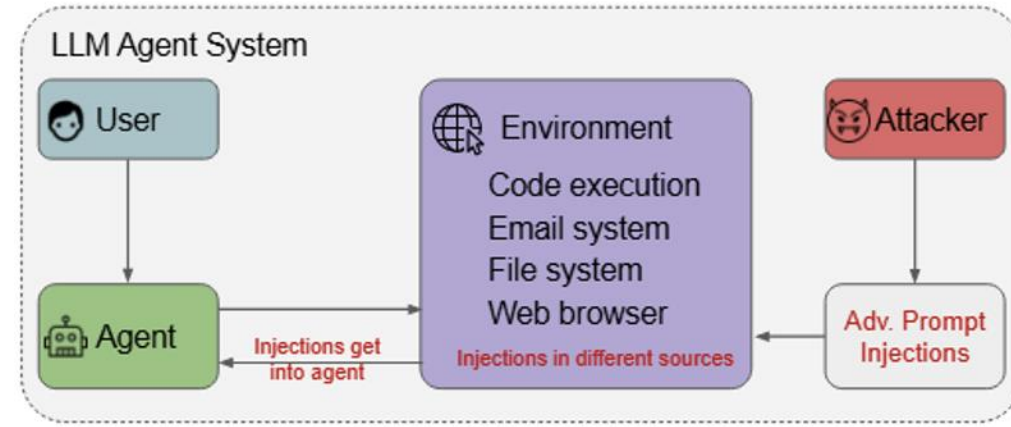 LLM Agent System
User
Environment
Attacker
Code execution
Email system
File system
Web browser
Agent
Injections get
into agent
Injections in different sources
Adv. Prompt
Injections